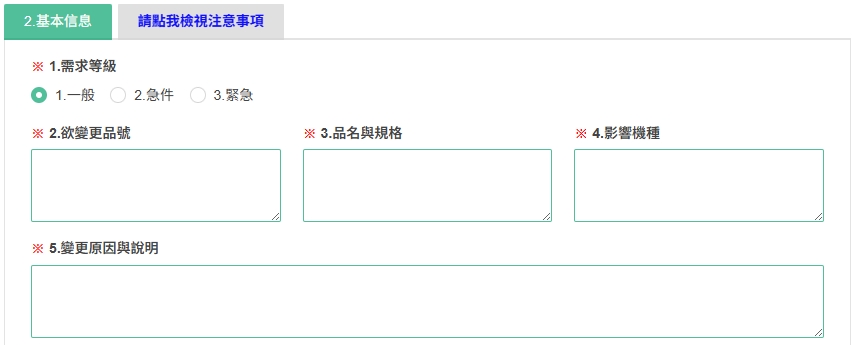 2.基本信息 請點我檢視注意事項
※ 1.需求等級
1.一般 2.急件 3.緊急
※ 2.欲變更品號 ※ 3.品名與規格 ※ 4.影響機種
※ 5.變更原因與說明